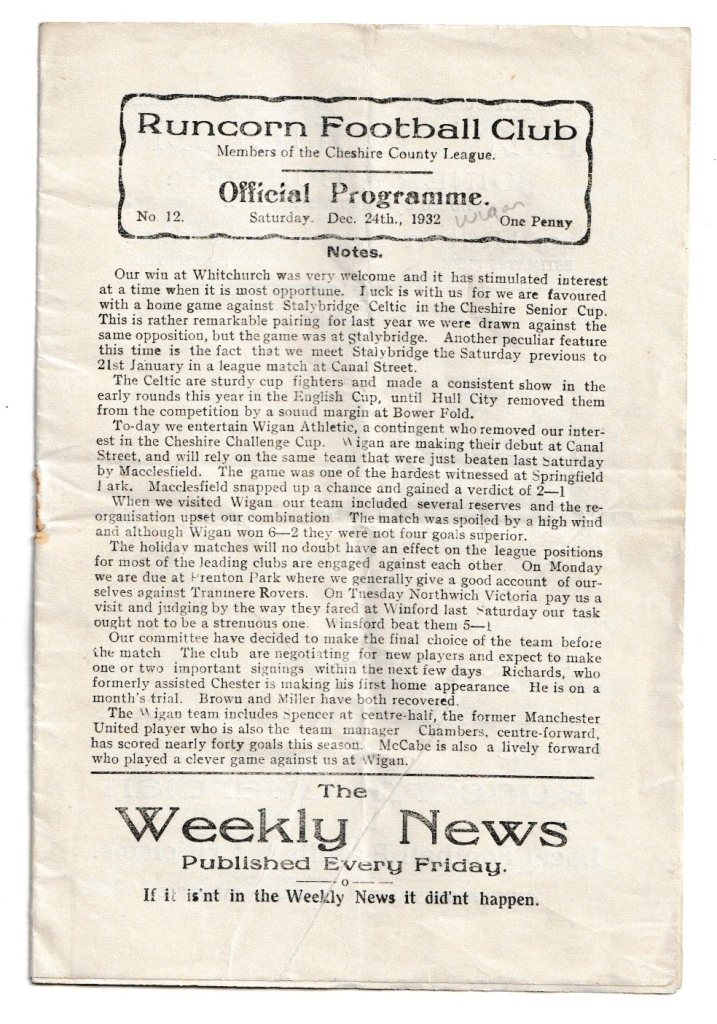 Runcorn Football Club
Members of the Cheshire County League.
Official Programme.
No. 12. Saturday. Dec. 24th., 1932 Wigan One Penny
Notes.
Our win at Whitchurch was very welcome and it has stimulated interest
at a time when it is most opportune. Luck is with us for we are favoured
with a home game against Stalybridge Celtic in the Cheshire Senior Cup.
This is rather remarkable pairing for last year we were drawn against the
same opposition, but the game was at Stalybridge. Another peculiar feature
this time is the fact that we meet Stalybridge the Saturday previous to
21st January in a league match at Canal Street.
The Celtic are sturdy cup fighters and made a consistent show in the
early rounds this year in the English Cup, until Hull City removed them
from the competition by a sound margin at Bower Fold.
To-day we entertain Wigan Athletic, a contingent who removed our inter-
est in the Cheshire Challenge Cup. Wigan are making their debut at Canal
Street, and will rely on the same team that were just beaten last Saturday
by Macclesfield. The game was one of the hardest witnessed at Springfield
Park. Macclesfield snapped up a chance and gained a verdict of 2—1
When we visited Wigan our team included several reserves and the re-
organisation upset our combination The match was spoiled by a high wind
and although Wigan won 6—2 they were not four goals superior.
The holiday matches will no doubt have an effect on the league positions
for most of the leading clubs are engaged against each other. On Monday
we are due at Prenton Park where we generally give a good account of our-
selves against Tranmere Rovers. On Tuesday Northwich Victoria pay us a
visit and judging by the way they fared at Winford last Saturday our task
ought not to be a strenuous one. Winsford beat them 5—1
Our committee have decided to make the final choice of the team before
the match The club are negotiating for new players and expect to make
one or two important signings within the next few days Richards, who
formerly assisted Chester is making his first home appearance He is on a
month's trial. Brown and Miller have both recovered.
The Wigan team includes Spencer at centre-half, the former Manchester
United player who is also the team manager Chambers, centre-forward,
has scored nearly forty goals this season. McCabe is also a lively forward
who played a clever game against us at Wigan.
The
Weekly News
Published Every Friday.
If it is'nt in the Weekly News it did'nt happen.